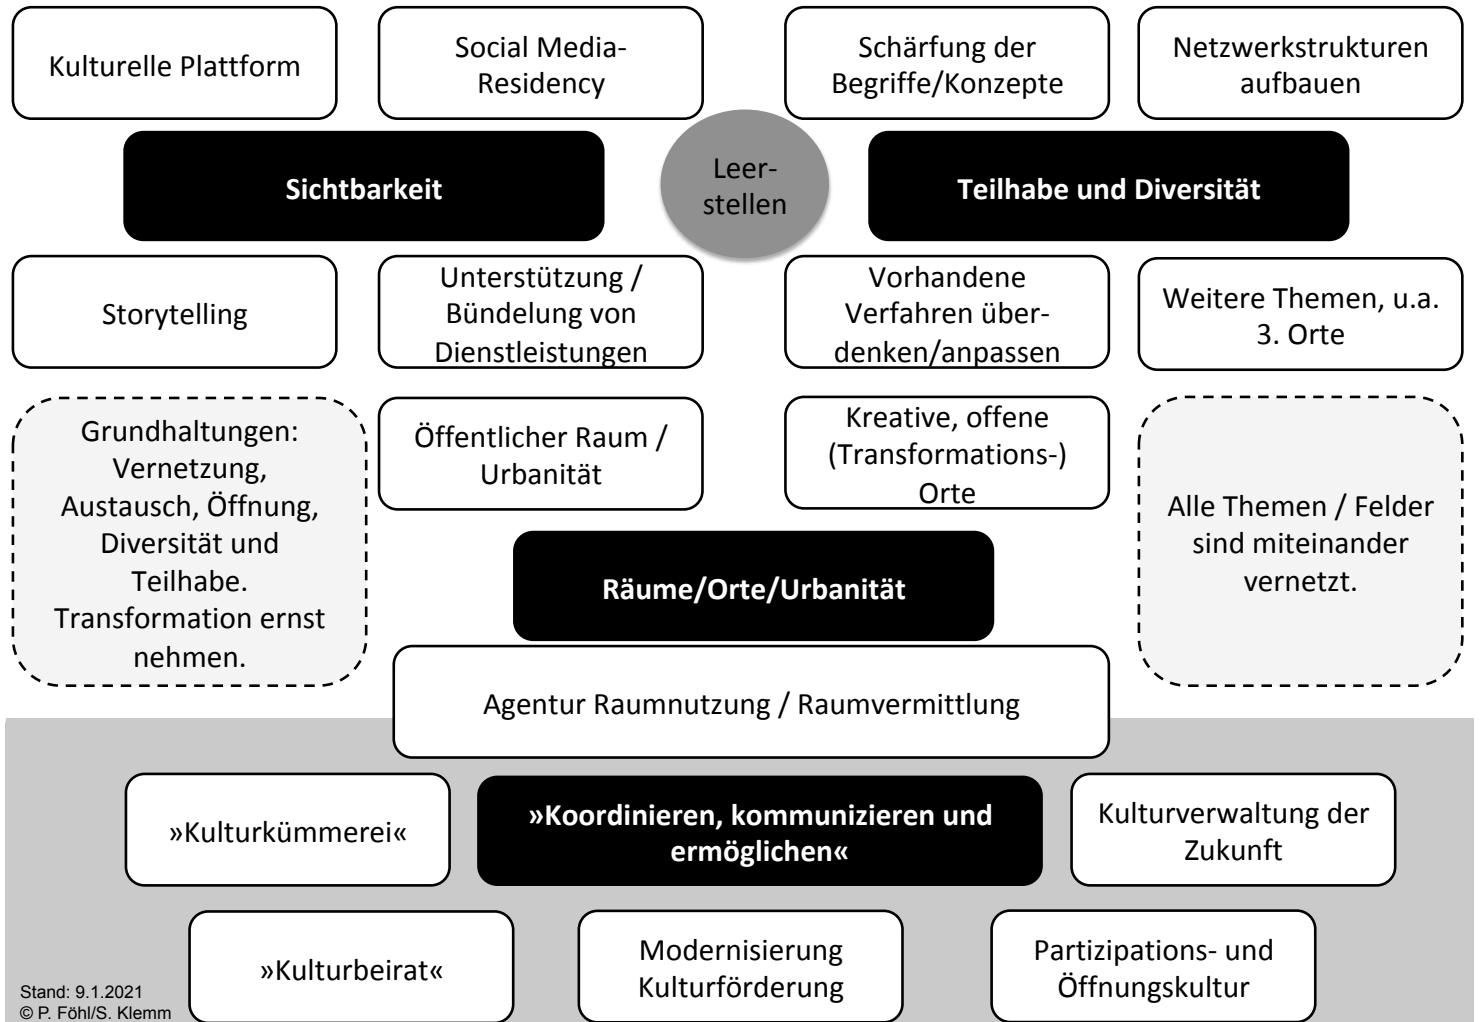 Kulturelle Plattform
Social Media-
Residency
Schärfung der
Begriffe/Konzepte
Netzwerkstrukturen
aufbauen
Sichtbarkeit
Leer-
stellen
Teilhabe und Diversität
Storytelling
Unterstützung /
Bündelung von
Dienstleistungen
Vorhandene
Verfahren über-
denken/anpassen
Weitere Themen, u.a.
3. Orte
Grundhaltungen:
Vernetzung,
Austausch, Öffnung,
Diversität und
Teilhabe.
Transformation ernst
nehmen.
Öffentlicher Raum /
Urbanität
Kreative, offene
(Transformations-)
Orte
Alle Themen / Felder
sind miteinander
vernetzt.
Räume/Orte/Urbanität
Agentur Raumnutzung / Raumvermittlung
»Kulturkümmerei«
»Koordinieren, kommunizieren und
ermöglichen«
Kulturverwaltung der
Zukunft
»Kulturbeirat«
Modernisierung
Kulturförderung
Partizipations- und
Öffnungskultur
Stand: 9.1.2021
© P. Föhl/S. Klemm